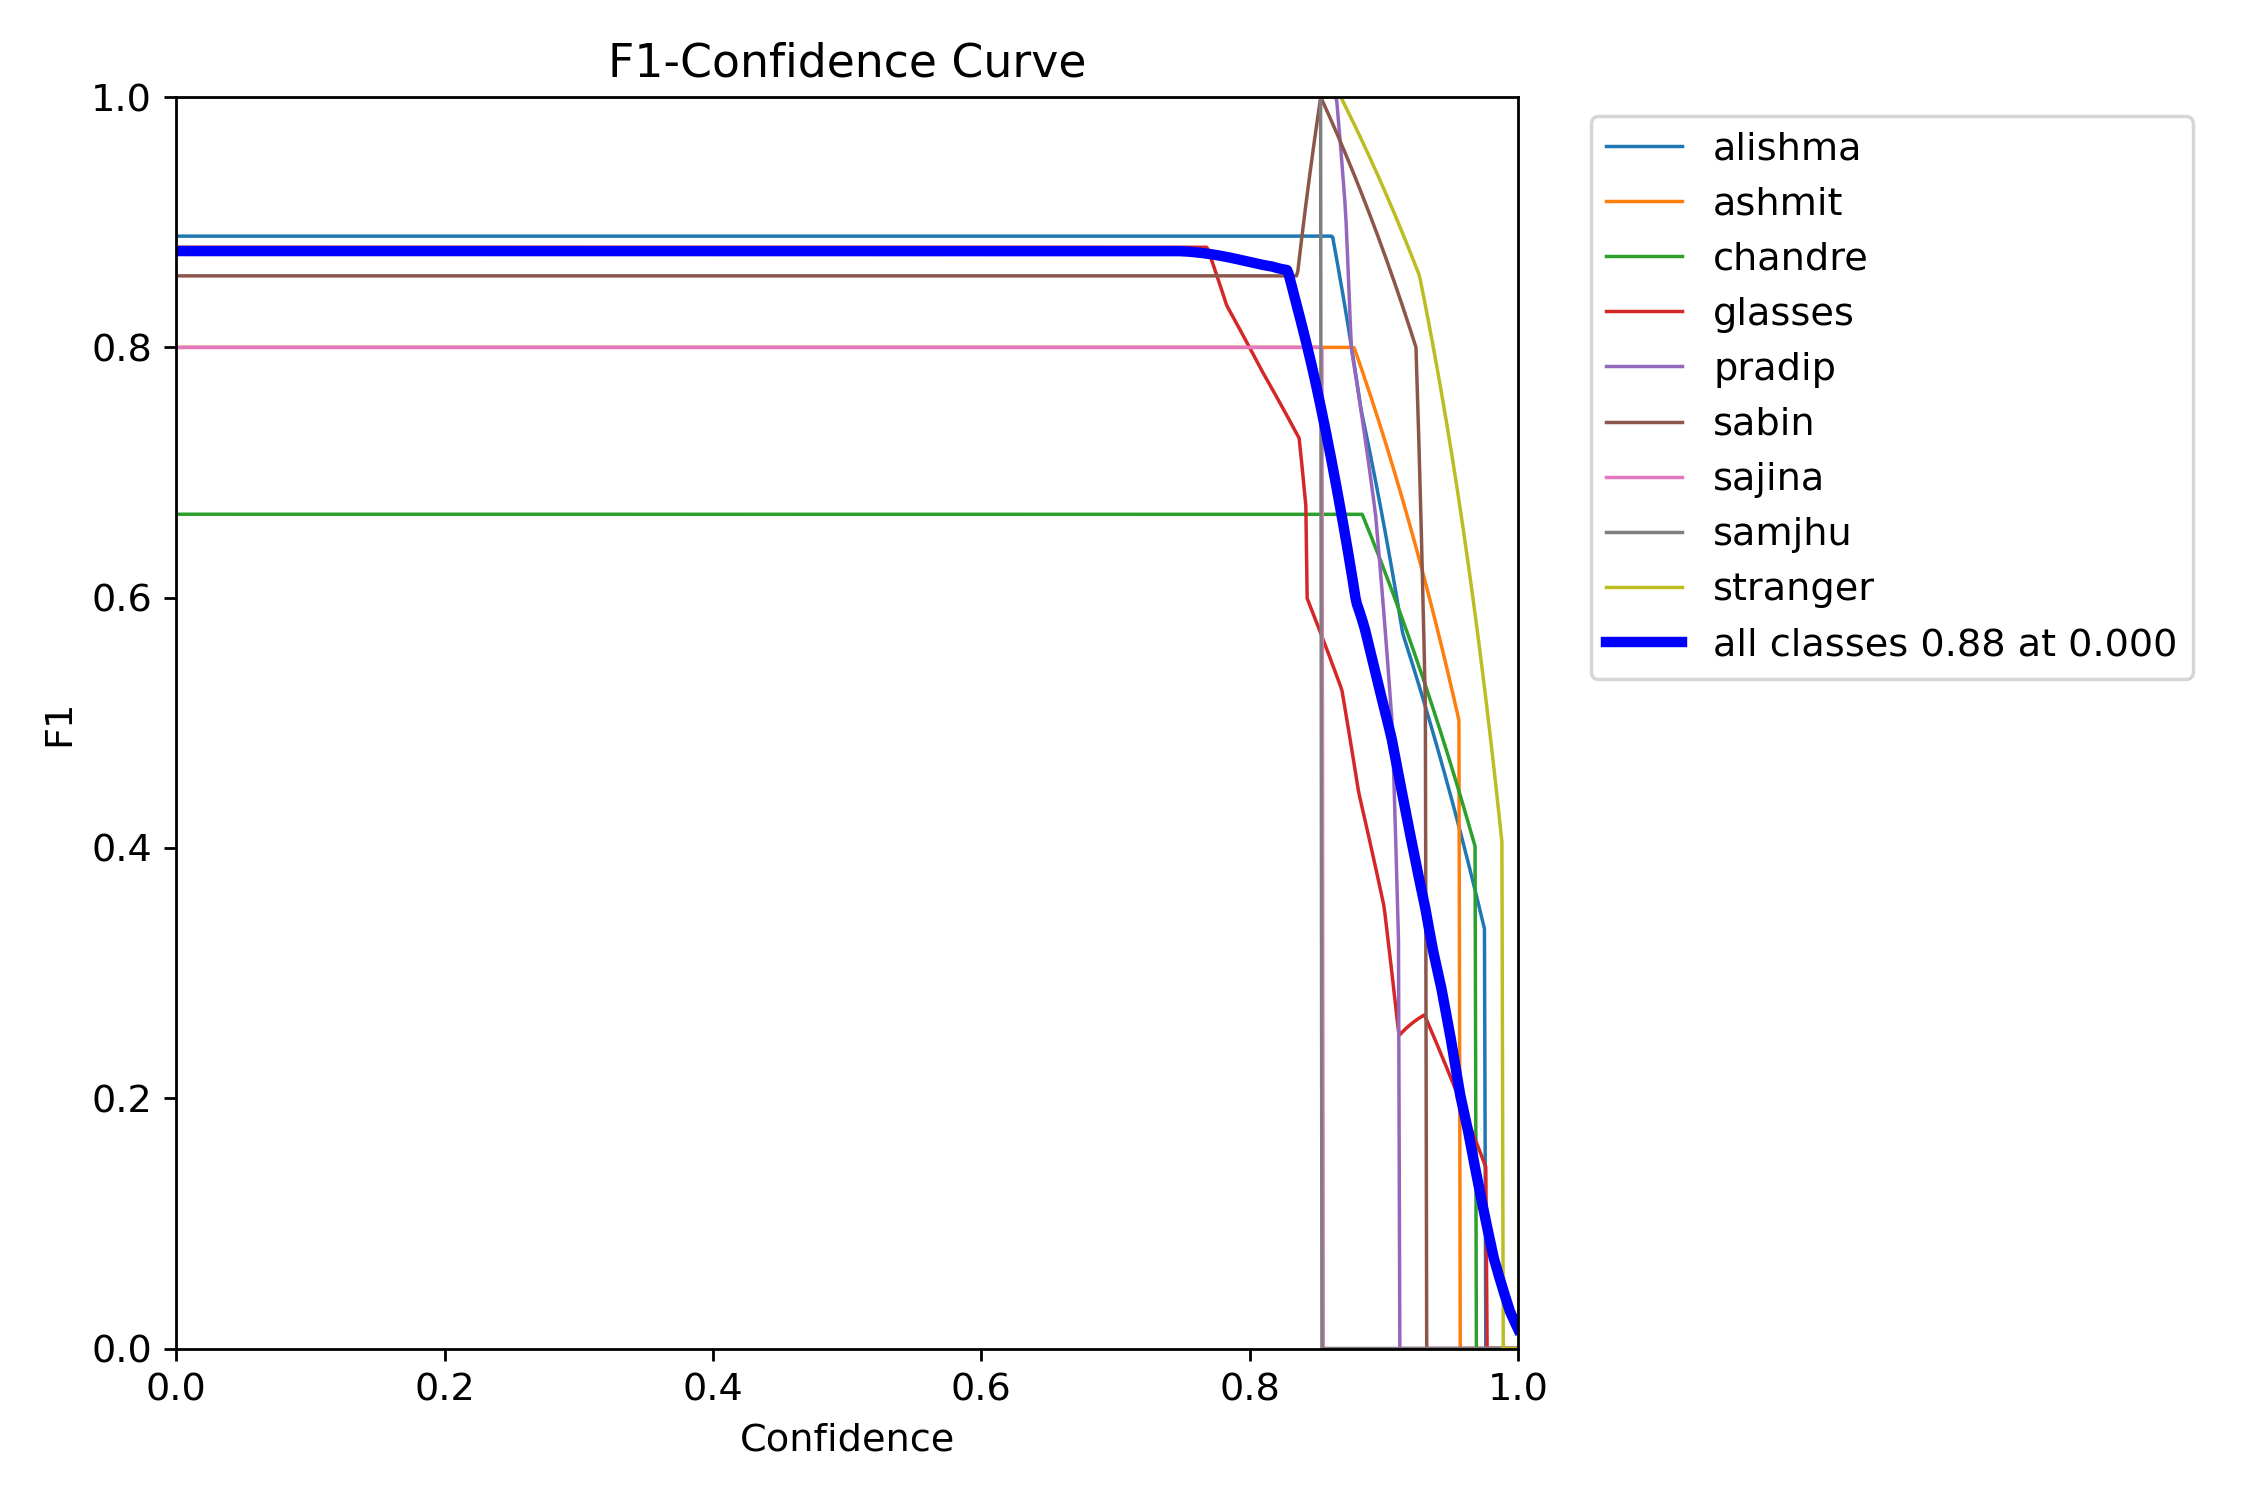 F1-Confidence Curve
1.0
0.8
0.6
0.4
0.2
0.0
F1
0.0 0.2 0.4 0.6 0.8 1.0
Confidence
alishma
ashmit
chandre
glasses
pradip
sabin
sajina
samjhu
stranger
all classes 0.88 at 0.000